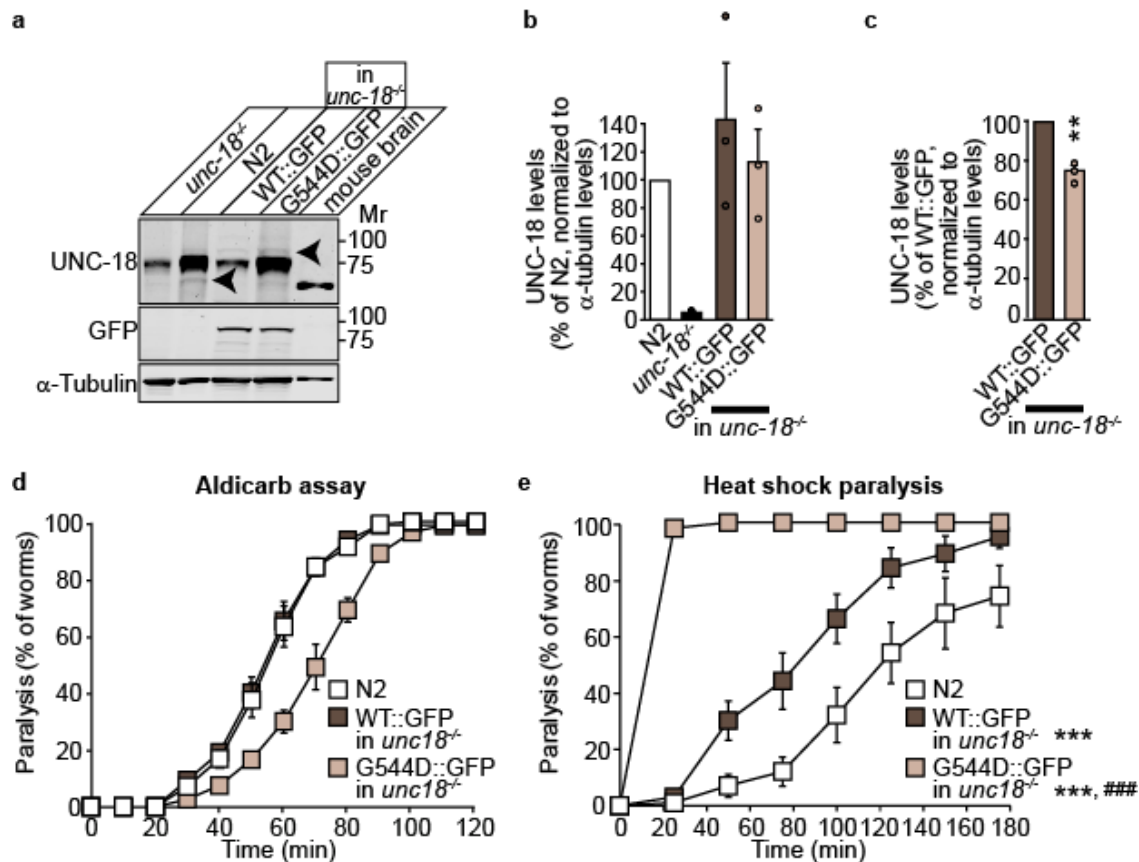 a
in
unc-18-/-
unc-18-/-
N2
WT::GFP
G544D::GFP
mouse brain
Mr
UNC-18
100
75
GFP
100
75
α-Tubulin
b
UNC-18 levels
(% of N2, normalized to
α-tubulin levels)
140
120
100
80
60
40
20
0
N2
unc-18-/-
WT::GFP
G544D::GFP
in unc-18-/-
c
UNC-18 levels
(% of WT::GFP,
normalized to
α-tubulin levels)
100
80
60
40
20
0
**
WT::GFP
G544D::GFP
in unc-18-/-
d
Aldicarb assay
Paralysis (% of worms)
100
80
60
40
20
0
N2
WT::GFP
in unc18-/-
G544D::GFP
in unc18-/-
0 20 40 60 80 100 120
Time (min)
e
Heat shock paralysis
Paralysis (% of worms)
100
80
60
40
20
0
N2
WT::GFP
in unc18-/- ***
G544D::GFP
in unc18-/- ***, ###
0 20 40 60 80 100 120 140 160 180
Time (min)